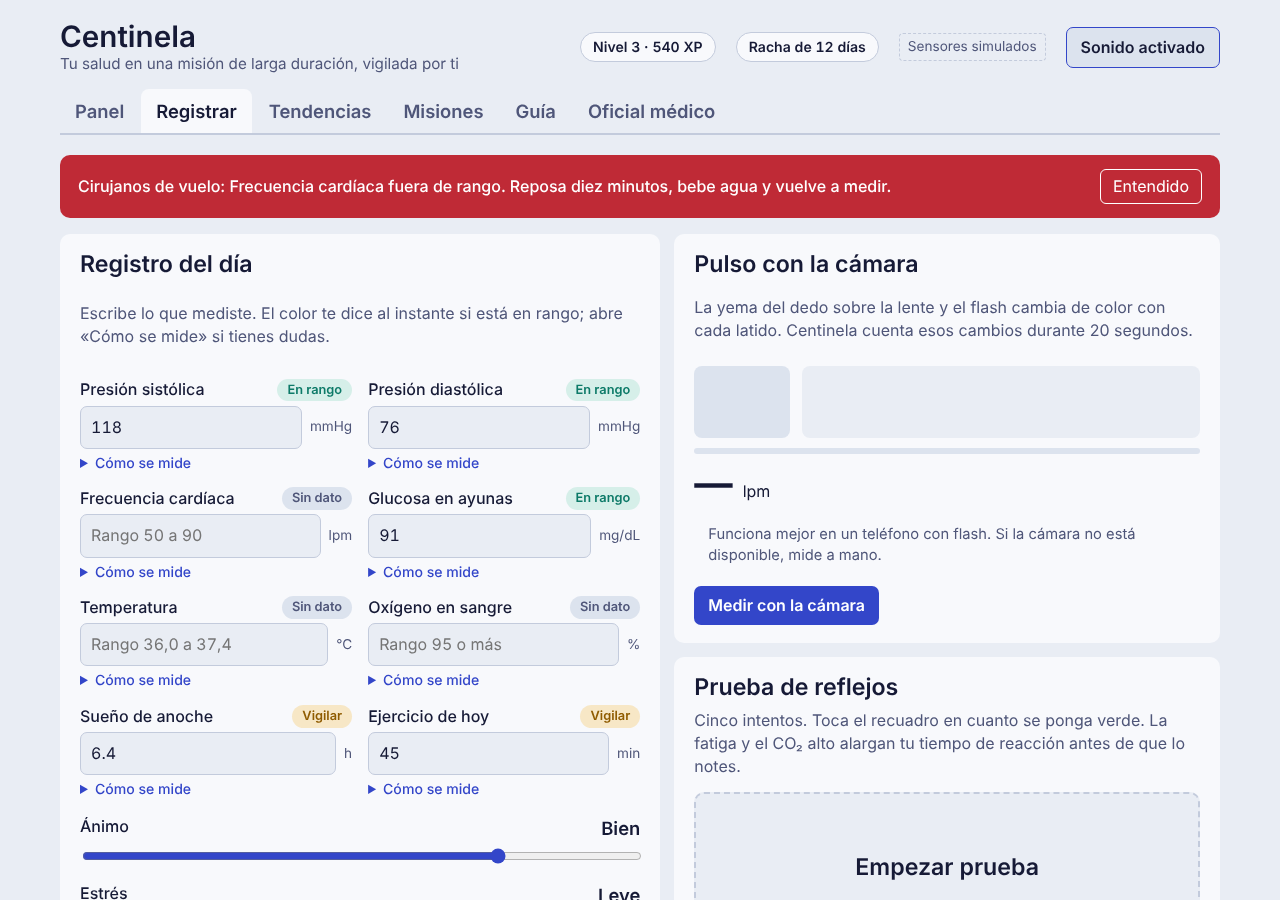 Centinela
Tu salud en una misión de larga duración, vigilada por ti
Nivel 3 · 540 XP
Racha de 12 días
Sensores simulados
Sonido activado
Panel
Registrar
Tendencias
Misiones
Guía
Oficial médico
Cirujanos de vuelo: Frecuencia cardíaca fuera de rango. Reposa diez minutos, bebe agua y vuelve a medir.
Entendido
Registro del día
Escribe lo que mediste. El color te dice al instante si está en rango; abre
«Cómo se mide» si tienes dudas.
Presión sistólica
En rango
118
mmHg
Cómo se mide
Presión diastólica
En rango
76
mmHg
Cómo se mide
Frecuencia cardíaca
Sin dato
Rango 50 a 90
lpm
Cómo se mide
Glucosa en ayunas
En rango
91
mg/dL
Cómo se mide
Temperatura
Sin dato
Rango 36,0 a 37,4
°C
Cómo se mide
Oxígeno en sangre
Sin dato
Rango 95 o más
%
Cómo se mide
Sueño de anoche
Vigilar
6.4
h
Cómo se mide
Ejercicio de hoy
Vigilar
45
min
Cómo se mide
Ánimo
Bien
Estrés
Leve
Pulso con la cámara
La yema del dedo sobre la lente y el flash cambia de color con
cada latido. Centinela cuenta esos cambios durante 20 segundos.
— lpm
Funciona mejor en un teléfono con flash. Si la cámara no está
disponible, mide a mano.
Medir con la cámara
Prueba de reflejos
Cinco intentos. Toca el recuadro en cuanto se ponga verde. La
fatiga y el CO₂ alto alargan tu tiempo de reacción antes de que lo
notes.
Empezar prueba